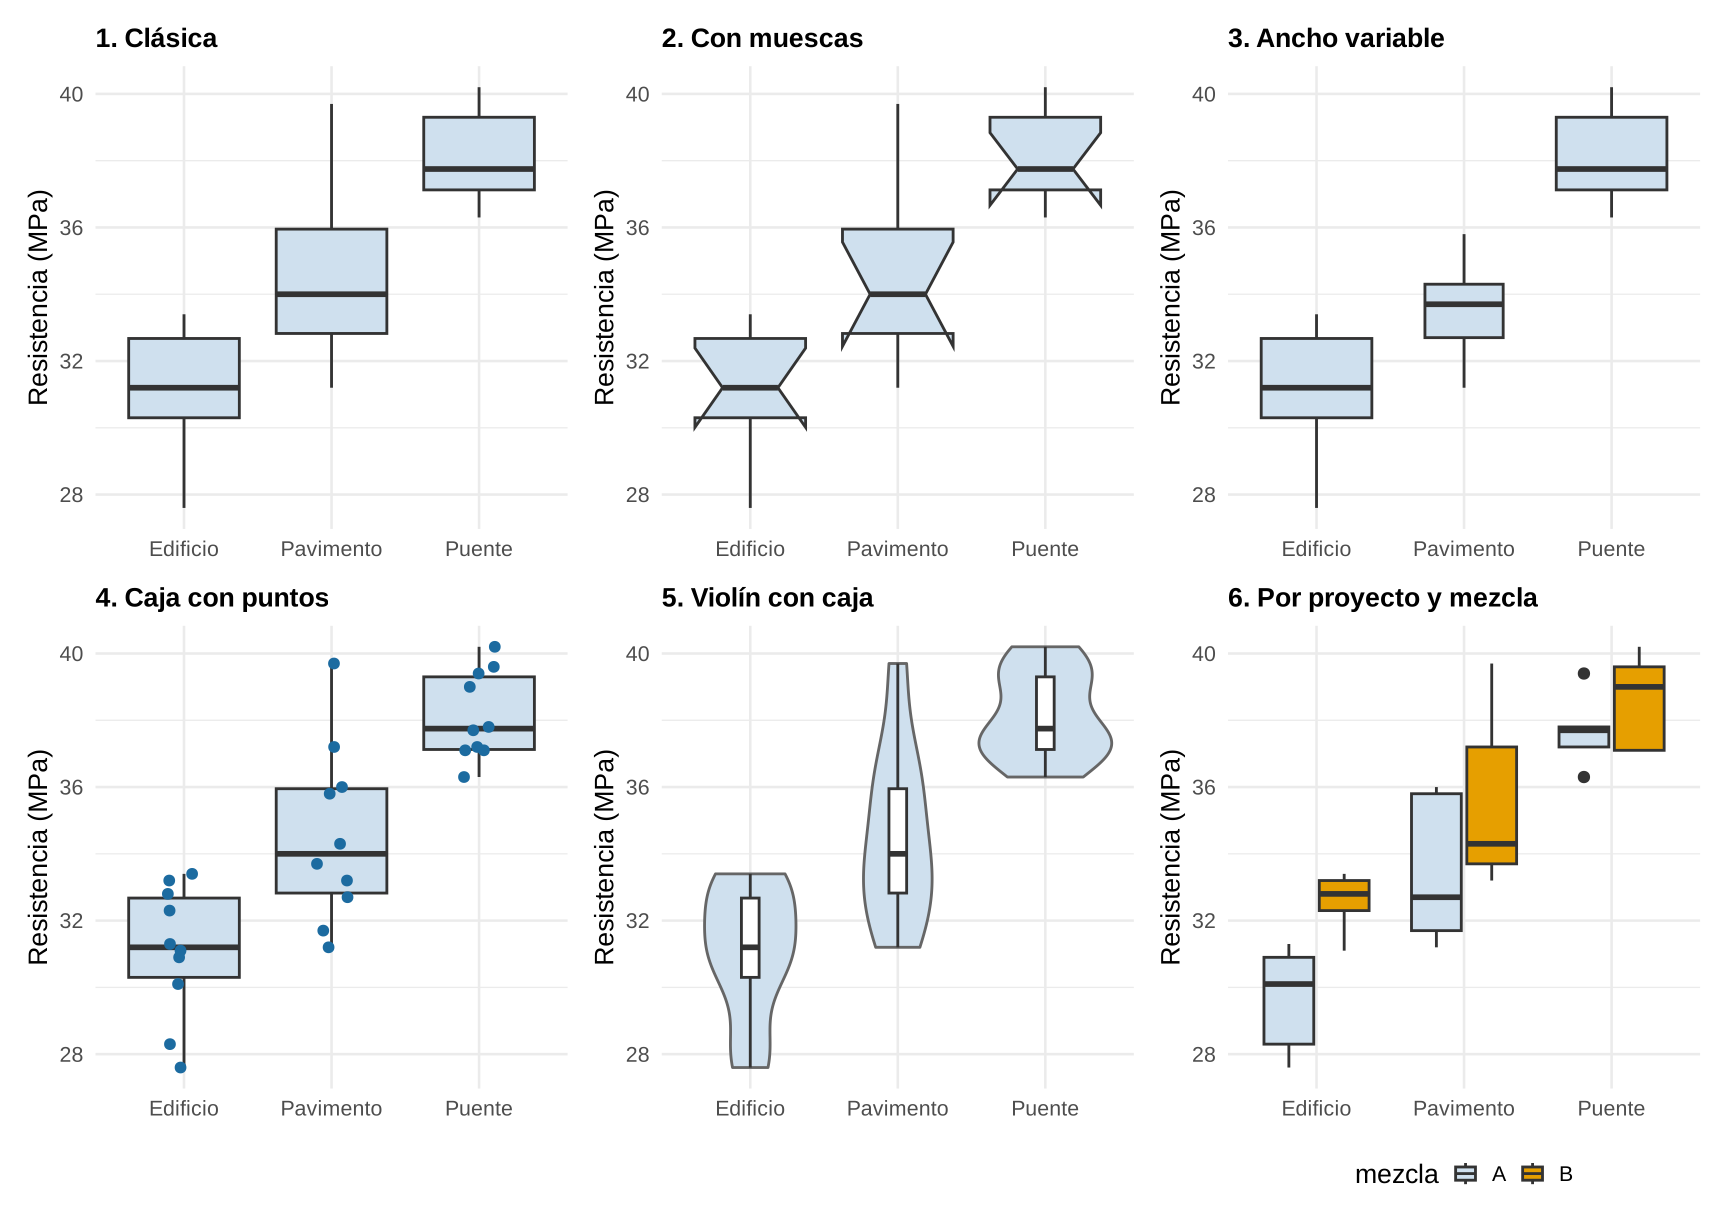 1. Clásica
Resistencia (MPa)
40
36
32
28
Edificio
Pavimento
Puente
2. Con muescas
Resistencia (MPa)
40
36
32
28
Edificio
Pavimento
Puente
3. Ancho variable
Resistencia (MPa)
40
36
32
28
Edificio
Pavimento
Puente
4. Caja con puntos
Resistencia (MPa)
40
36
32
28
Edificio
Pavimento
Puente
5. Violín con caja
Resistencia (MPa)
40
36
32
28
Edificio
Pavimento
Puente
6. Por proyecto y mezcla
Resistencia (MPa)
40
36
32
28
Edificio
Pavimento
Puente
mezcla A B